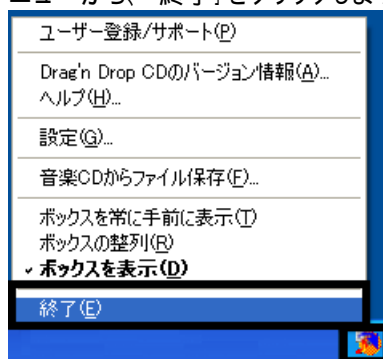 ユーザー登録/サポート(P)
Drag'n Drop CDのバージョン情報(A)...
ヘルプ(H)...
設定(G)...
音楽CDからファイル保存(F)...
ボックスを常に手前に表示(T)
ボックスの整列(R)
ボックスを表示(D)
終了(E)